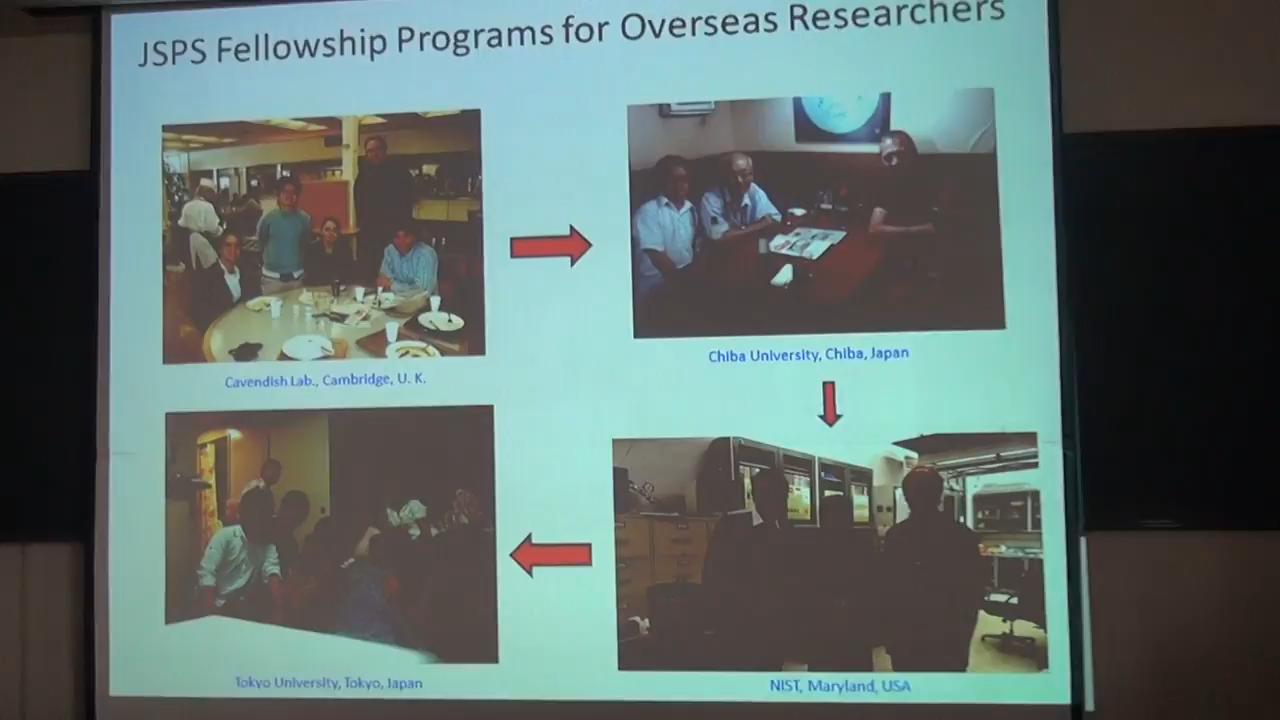 JSPS Fellowship Programs for Overseas Researchers
Cavendish Lab., Cambridge, U. K.
Chiba University, Chiba, Japan
Tokyo University, Tokyo, Japan
NIST, Maryland, USA